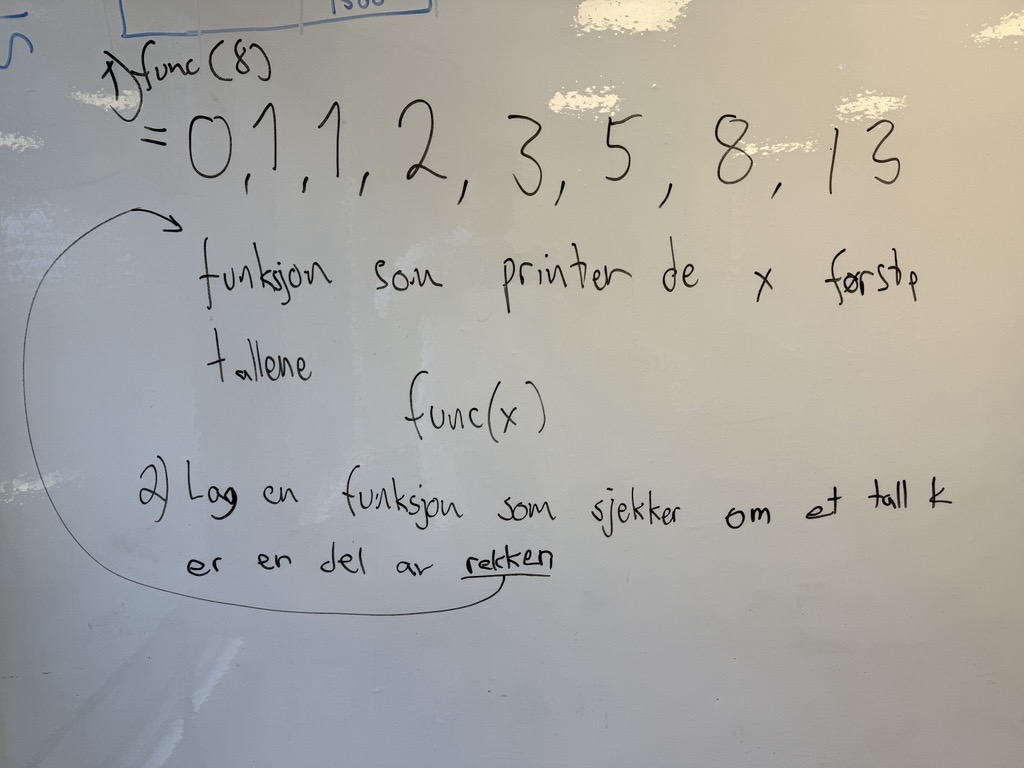 1) func(8)
= 0, 1, 1, 2, 3, 5, 8, 13
funksjon som printer de x første
tallene
func(x)
2) Lag en funksjon som sjekker om et tall k
er en del av rekken